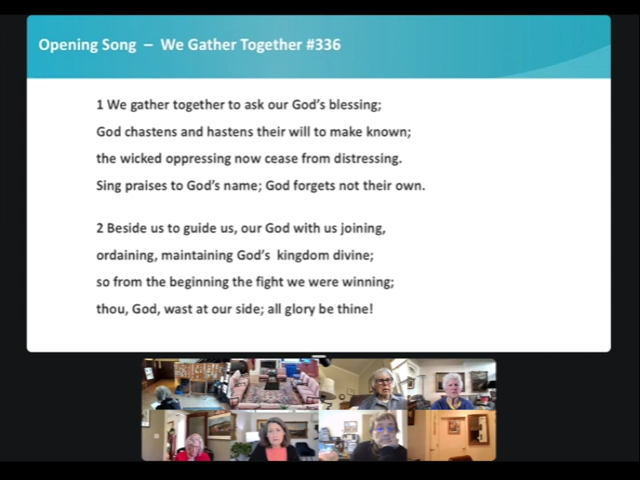 Opening Song – We Gather Together #336
1 We gather together to ask our God's blessing;
God chastens and hastens their will to make known;
the wicked oppressing now cease from distressing.
Sing praises to God's name; God forgets not their own.
2 Beside us to guide us, our God with us joining,
ordaining, maintaining God's kingdom divine;
so from the beginning the fight we were winning;
thou, God, wast at our side; all glory be thine!